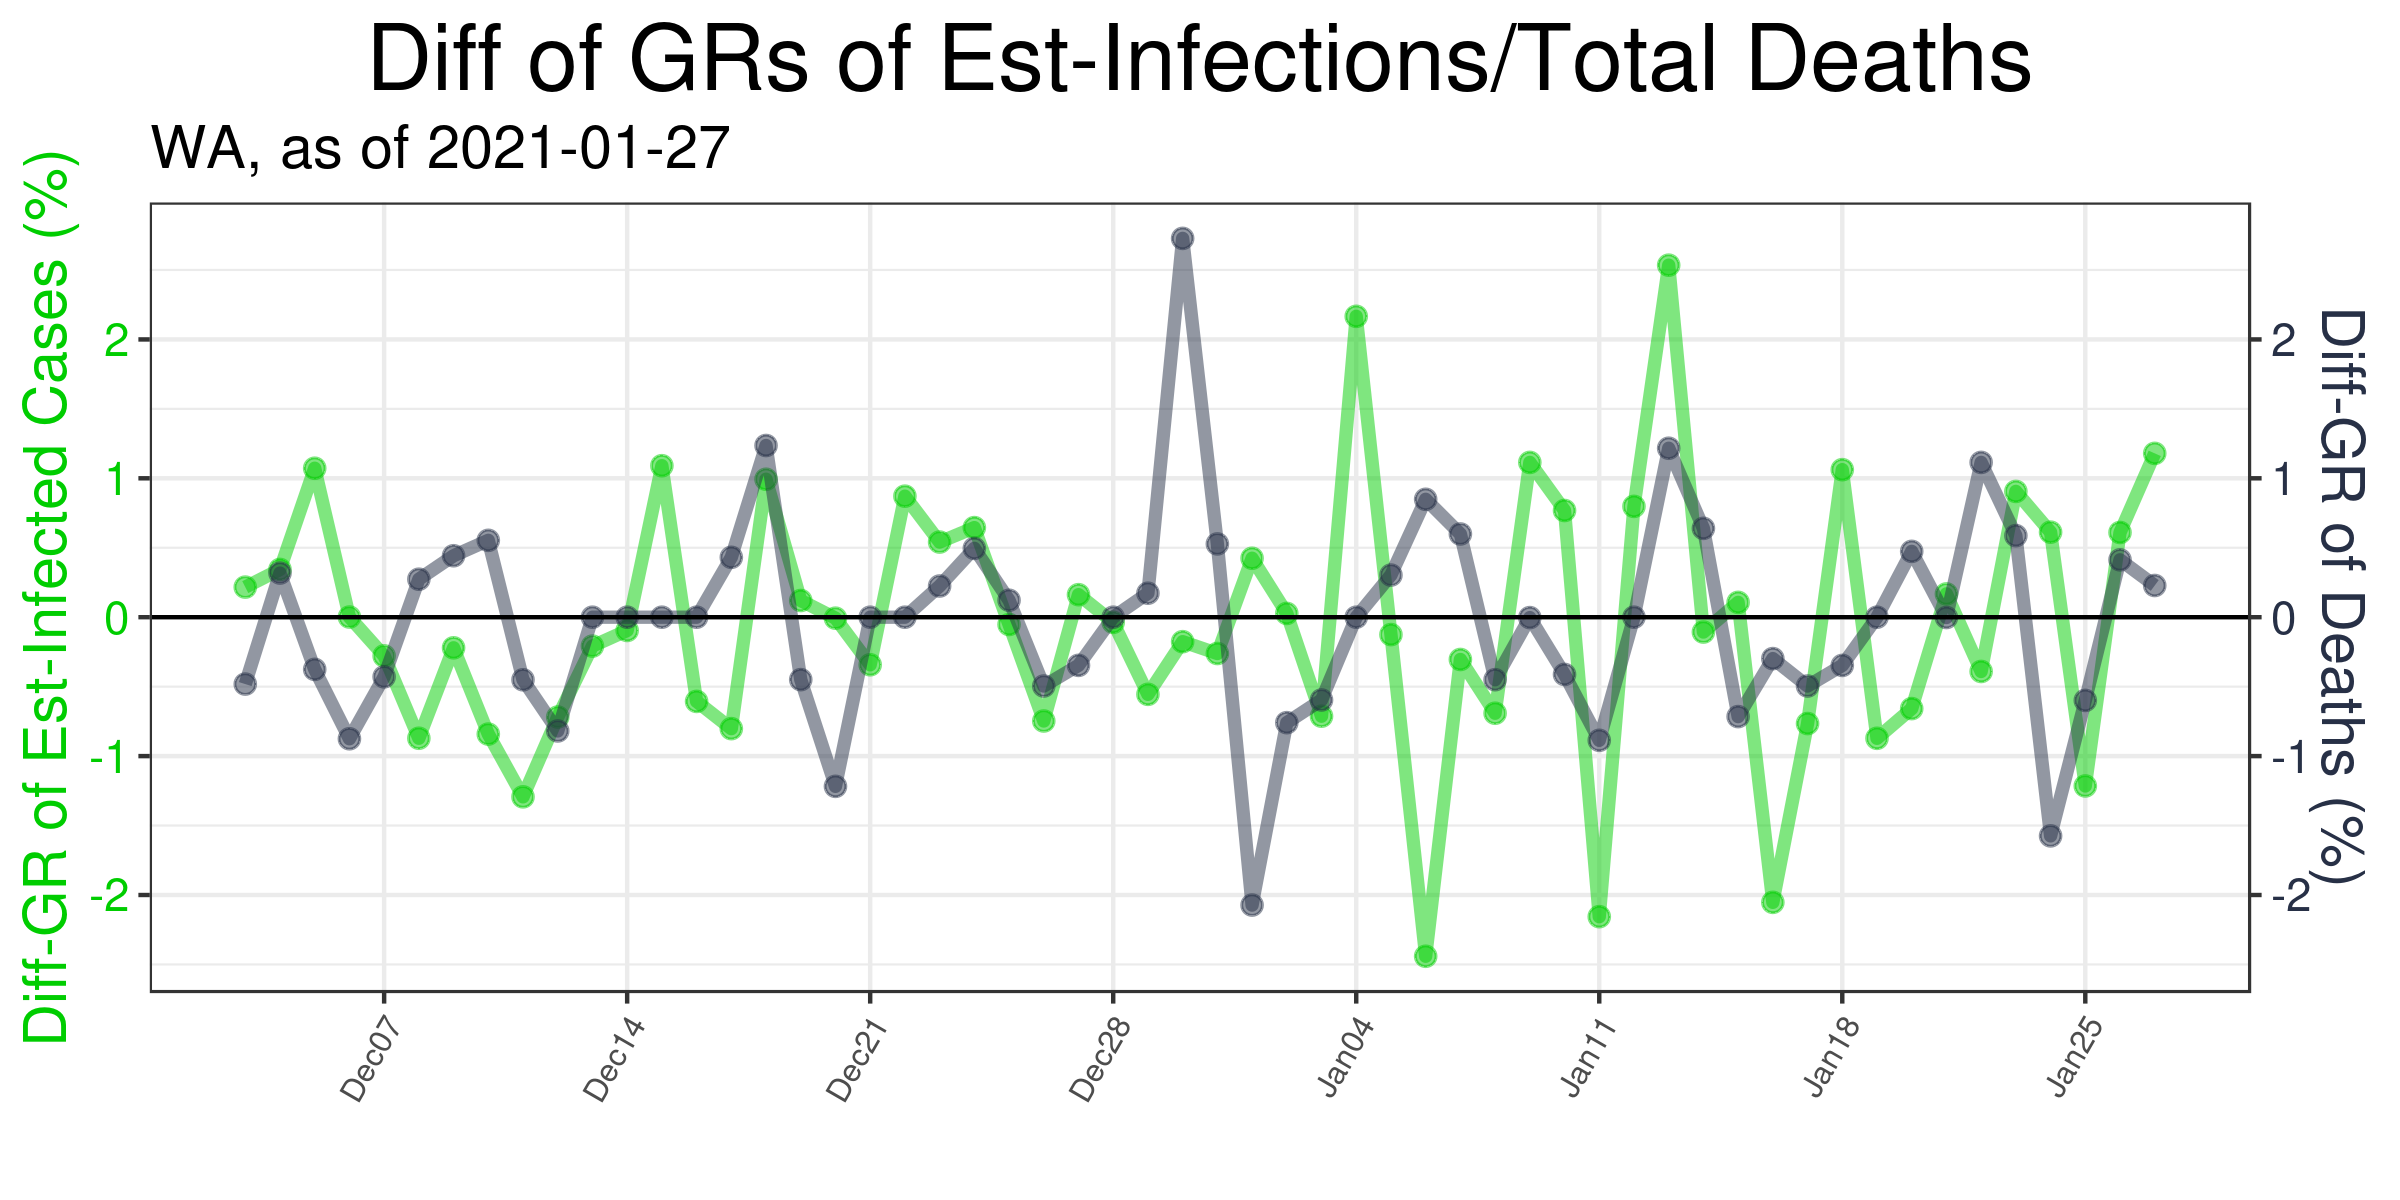 Diff of GRs of Est-Infections/Total Deaths
WA, as of 2021-01-27
Diff-GR of Est-Infected Cases (%)
2
1
0
-1
-2
2
1
0
-1
-2
Diff-GR of Deaths (%)
Dec07
Dec14
Dec21
Dec28
Jan04
Jan11
Jan18
Jan25